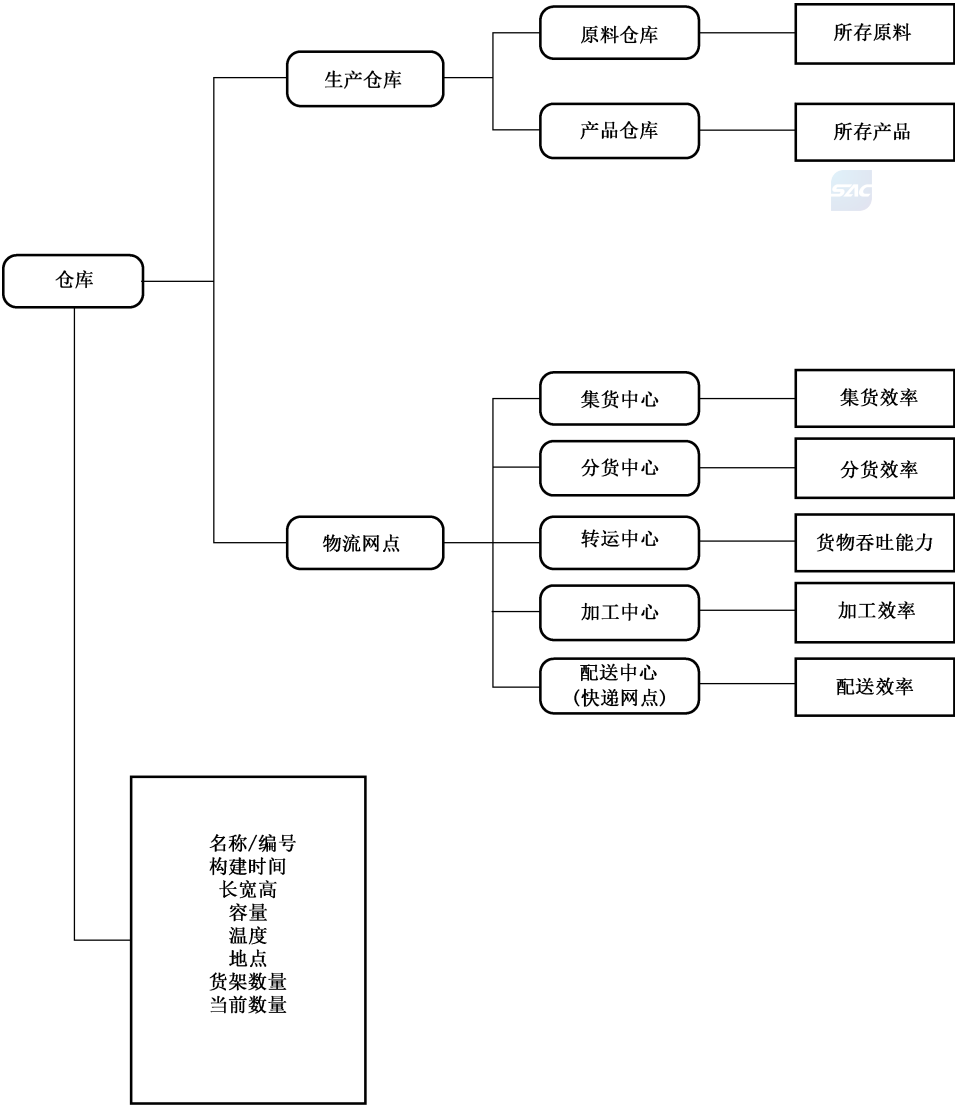 原料仓库
所存原料
生产仓库
产品仓库
所存产品
SAC
仓库
集货中心
集货效率
分货中心
分货效率
物流网点
转运中心
货物吞吐能力
加工中心
加工效率
配送中心
(快递网点)
配送效率
名称/编号
构建时间
长宽高
容量
温度
地点
货架数量
当前数量